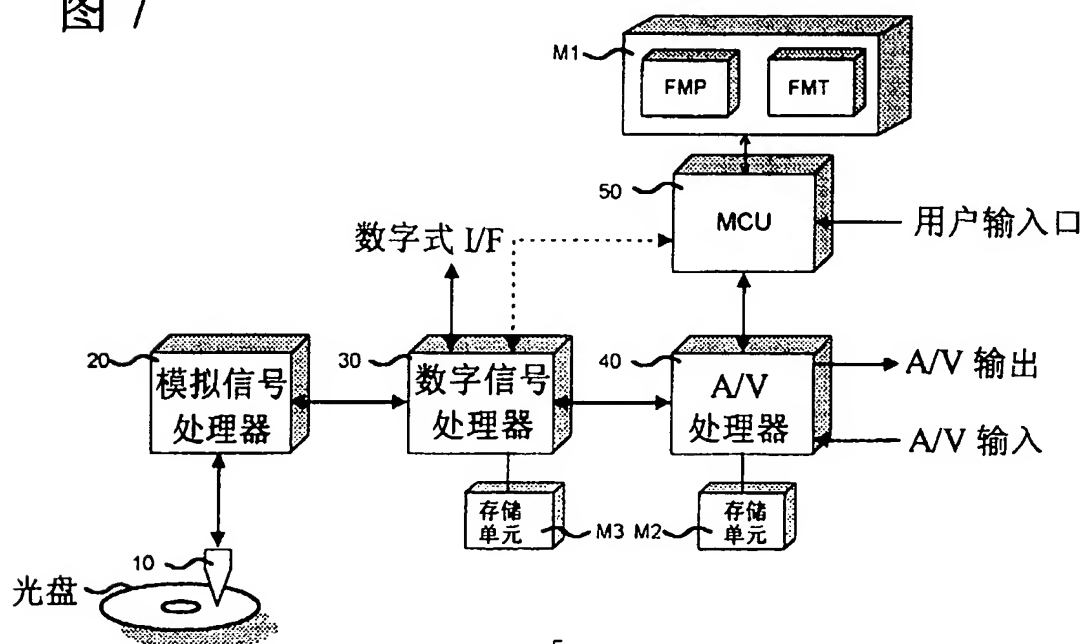 图 7
M1
FMP
FMT
50
MCU
用户输入口
数字式 I/F
20
模拟信号
处理器
30
数字信号
处理器
40
A/V
处理器
A/V 输出
A/V 输入
存储
单元
M3
M2
存储
单元
10
光盘